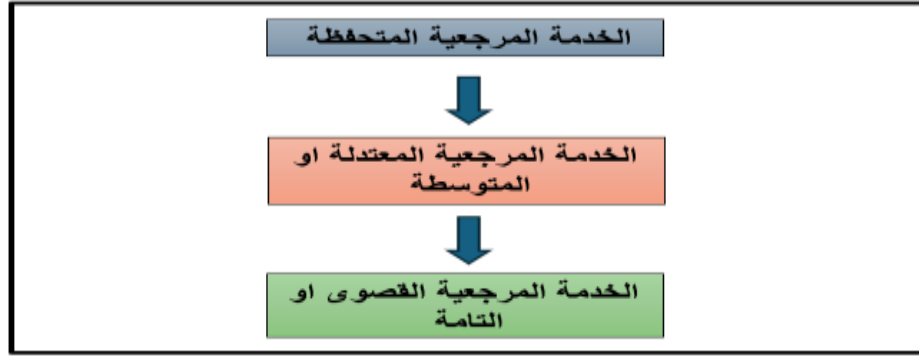 الخدمة المرجعية المتحفظة
الخدمة المرجعية المعتدلة او
المتوسطة
الخدمة المرجعية القصوى او
التامة